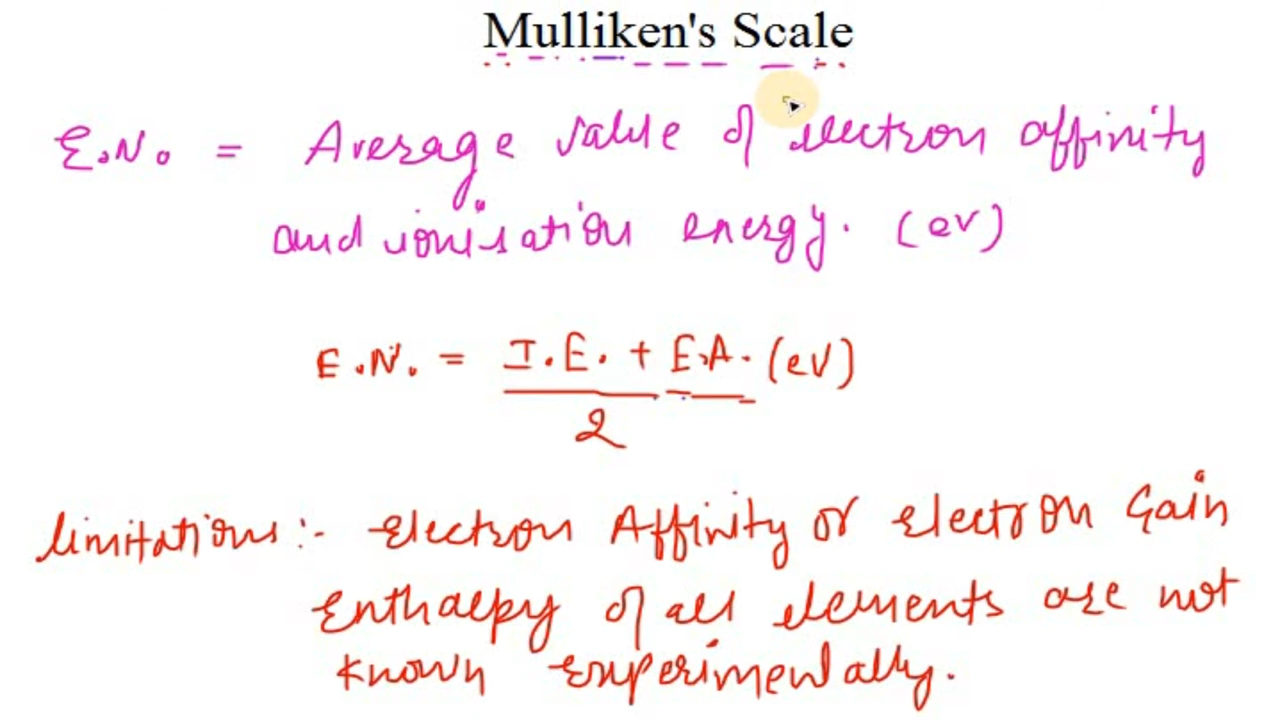 Mulliken's Scale
E.N. = Average value of electron affinity
and ionisation energy. (eV)
E.N. = I.E. + E.A. (eV)
2
Limitations :- Electron Affinity or electron Gain
Enthalpy of all elements are not
known experimentally.